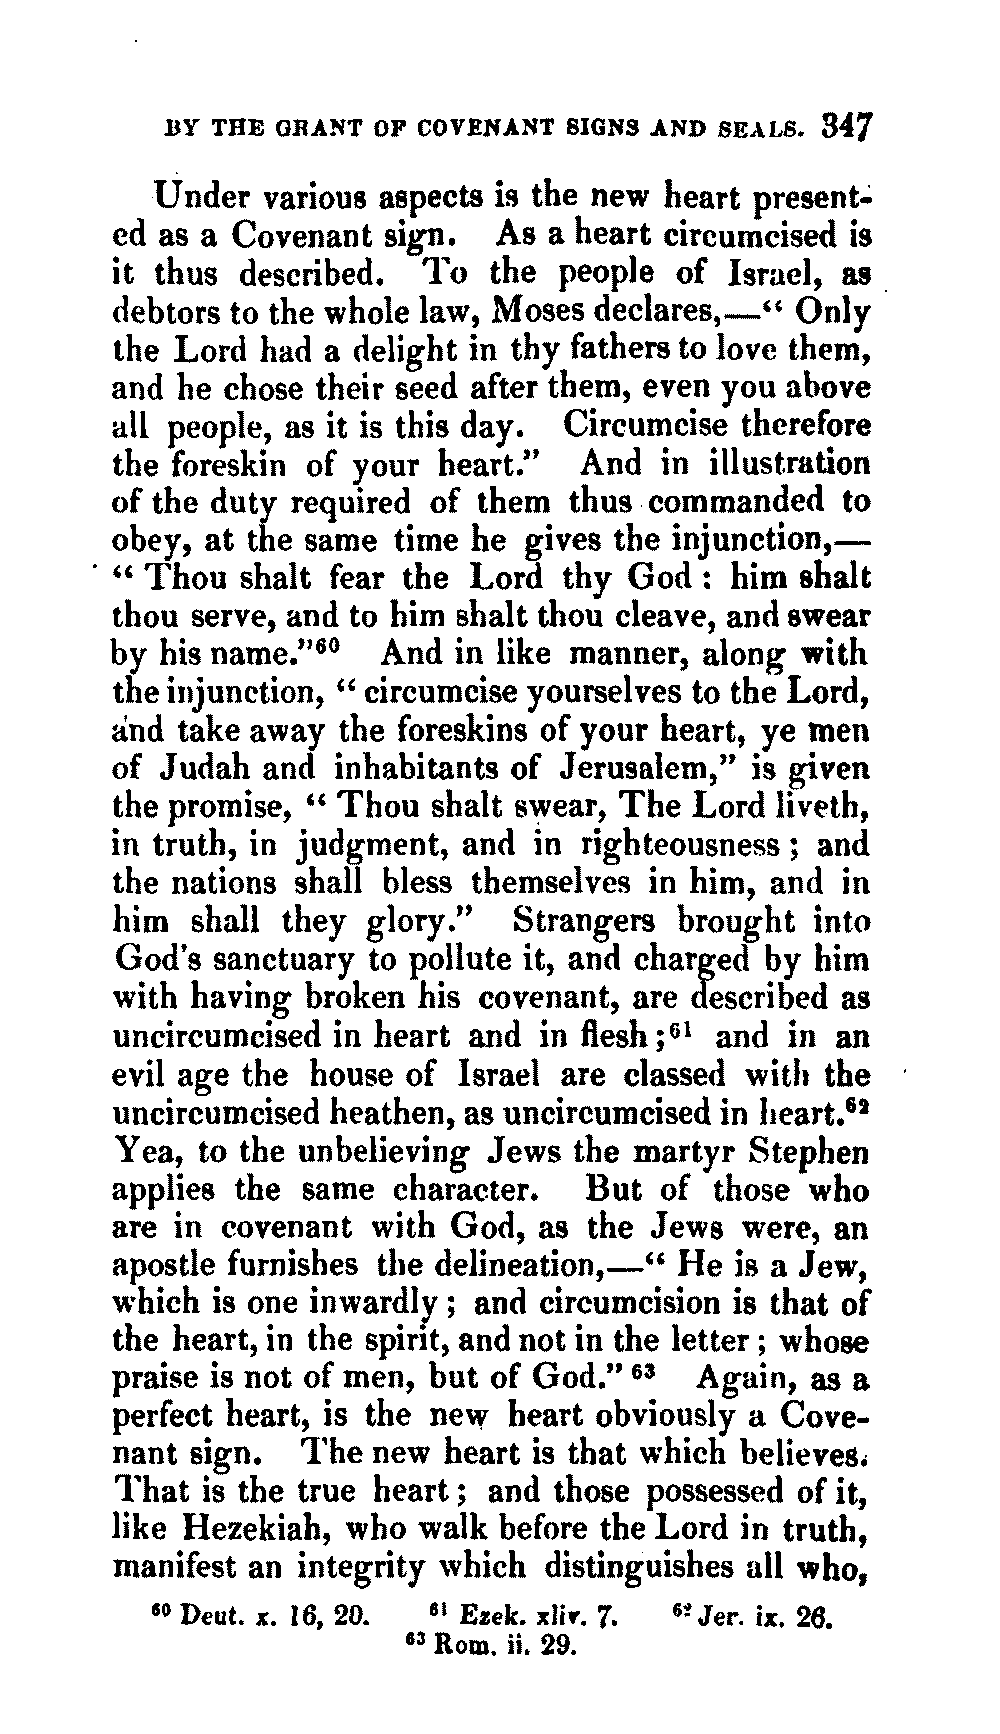 BY THE GRANT OF COVENANT SIGNS AND SEALS. 347
Under various aspects is the new heart present-
ed as a Covenant sign. As a heart circumcised is
it thus described. To the people of Israel, as
debtors to the whole law, Moses declares,—“ Only
the Lord had a delight in thy fathers to love them,
and he chose their seed after them, even you above
all people, as it is this day. Circumcise therefore
the foreskin of your heart.” And in illustration
of the duty required of them thus commanded to
obey, at the same time he gives the injunction,—
“ Thou shalt fear the Lord thy God : him shalt
thou serve, and to him shalt thou cleave, and swear
by his name.”⁶⁰ And in like manner, along with
the injunction, “ circumcise yourselves to the Lord,
and take away the foreskins of your heart, ye men
of Judah and inhabitants of Jerusalem,” is given
the promise, “ Thou shalt swear, The Lord liveth,
in truth, in judgment, and in righteousness ; and
the nations shall bless themselves in him, and in
him shall they glory.” Strangers brought into
God's sanctuary to pollute it, and charged by him
with having broken his covenant, are described as
uncircumcised in heart and in flesh ;⁶¹ and in an
evil age the house of Israel are classed with the
uncircumcised heathen, as uncircumcised in heart.⁶²
Yea, to the unbelieving Jews the martyr Stephen
applies the same character. But of those who
are in covenant with God, as the Jews were, an
apostle furnishes the delineation,—“ He is a Jew,
which is one inwardly ; and circumcision is that of
the heart, in the spirit, and not in the letter ; whose
praise is not of men, but of God.” ⁶³ Again, as a
perfect heart, is the new heart obviously a Cove-
nant sign. The new heart is that which believes.
That is the true heart ; and those possessed of it,
like Hezekiah, who walk before the Lord in truth,
manifest an integrity which distinguishes all who,
⁶⁰ Deut. x. 16, 20. ⁶¹ Ezek. xliv. 7. ⁶² Jer. ix. 26.
⁶³ Rom. ii. 29.